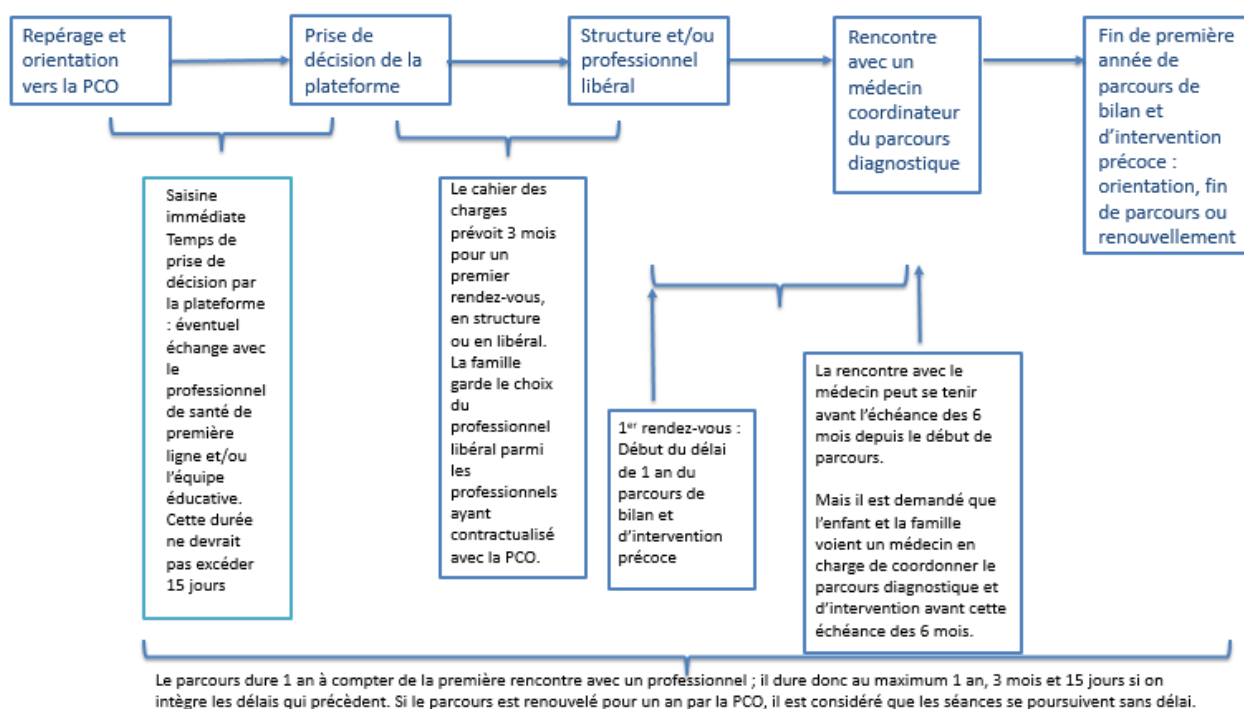 Repérage et
orientation
vers la PCO
Prise de
décision de la
plateforme
Structure et/ou
professionnel
libéral
Rencontre
avec un
médecin
coordinateur
du parcours
diagnostique
Fin de première
année de
parcours de
bilan et
d'intervention
précoce :
orientation, fin
de parcours ou
renouvellement
Saisine
immédiate
Temps de
prise de
décision par
la plateforme
: éventuel
échange avec
le
professionnel
de santé de
première
ligne et/ou
l'équipe
éducative.
Cette durée
ne devrait
pas excéder
15 jours
Le cahier des
charges
prévoit 3 mois
pour un
premier
rendez-vous,
en structure
ou en libéral.
La famille
garde le choix
du
professionnel
libéral parmi
les
professionnels
ayant
contractualisé
avec la PCO.
1er rendez-vous :
Début du délai
de 1 an du
parcours de
bilan et
d'intervention
précoce
La rencontre avec le
médecin peut se tenir
avant l'échéance des 6
mois depuis le début de
parcours.
Mais il est demandé que
l'enfant et la famille
voient un médecin en
charge de coordonner le
parcours diagnostique et
d'intervention avant cette
échéance des 6 mois.
Le parcours dure 1 an à compter de la première rencontre avec un professionnel ; il dure donc au maximum 1 an, 3 mois et 15 jours si on
intègre les délais qui précèdent. Si le parcours est renouvelé pour un an par la PCO, il est considéré que les séances se poursuivent sans délai.